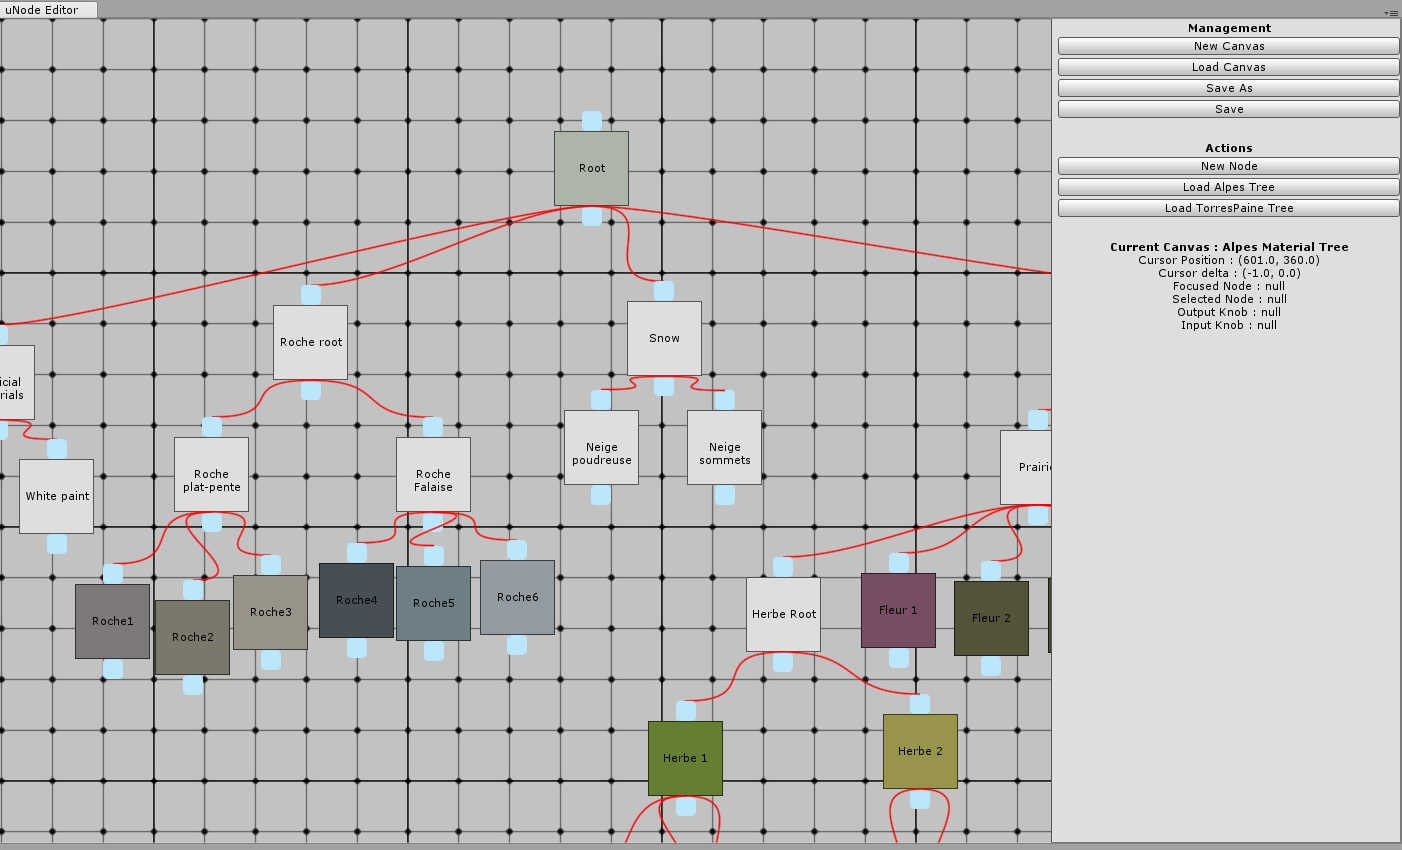 uNode Editor
Management
New Canvas
Load Canvas
Save As
Save
Actions
New Node
Load Alpes Tree
Load TorresPaine Tree
Current Canvas : Alpes Material Tree
Cursor Position : (601.0, 360.0)
Cursor delta : (-1.0, 0.0)
Focused Node : null
Selected Node : null
Output Knob : null
Input Knob : null
Root
Roche root
Snow
icial
rials
White paint
Roche
plat-pente
Roche
Falaise
Neige
poudreuse
Neige
sommets
Prairie
Roche1
Roche2
Roche3
Roche4
Roche5
Roche6
Herbe Root
Fleur 1
Fleur 2
Herbe 1
Herbe 2